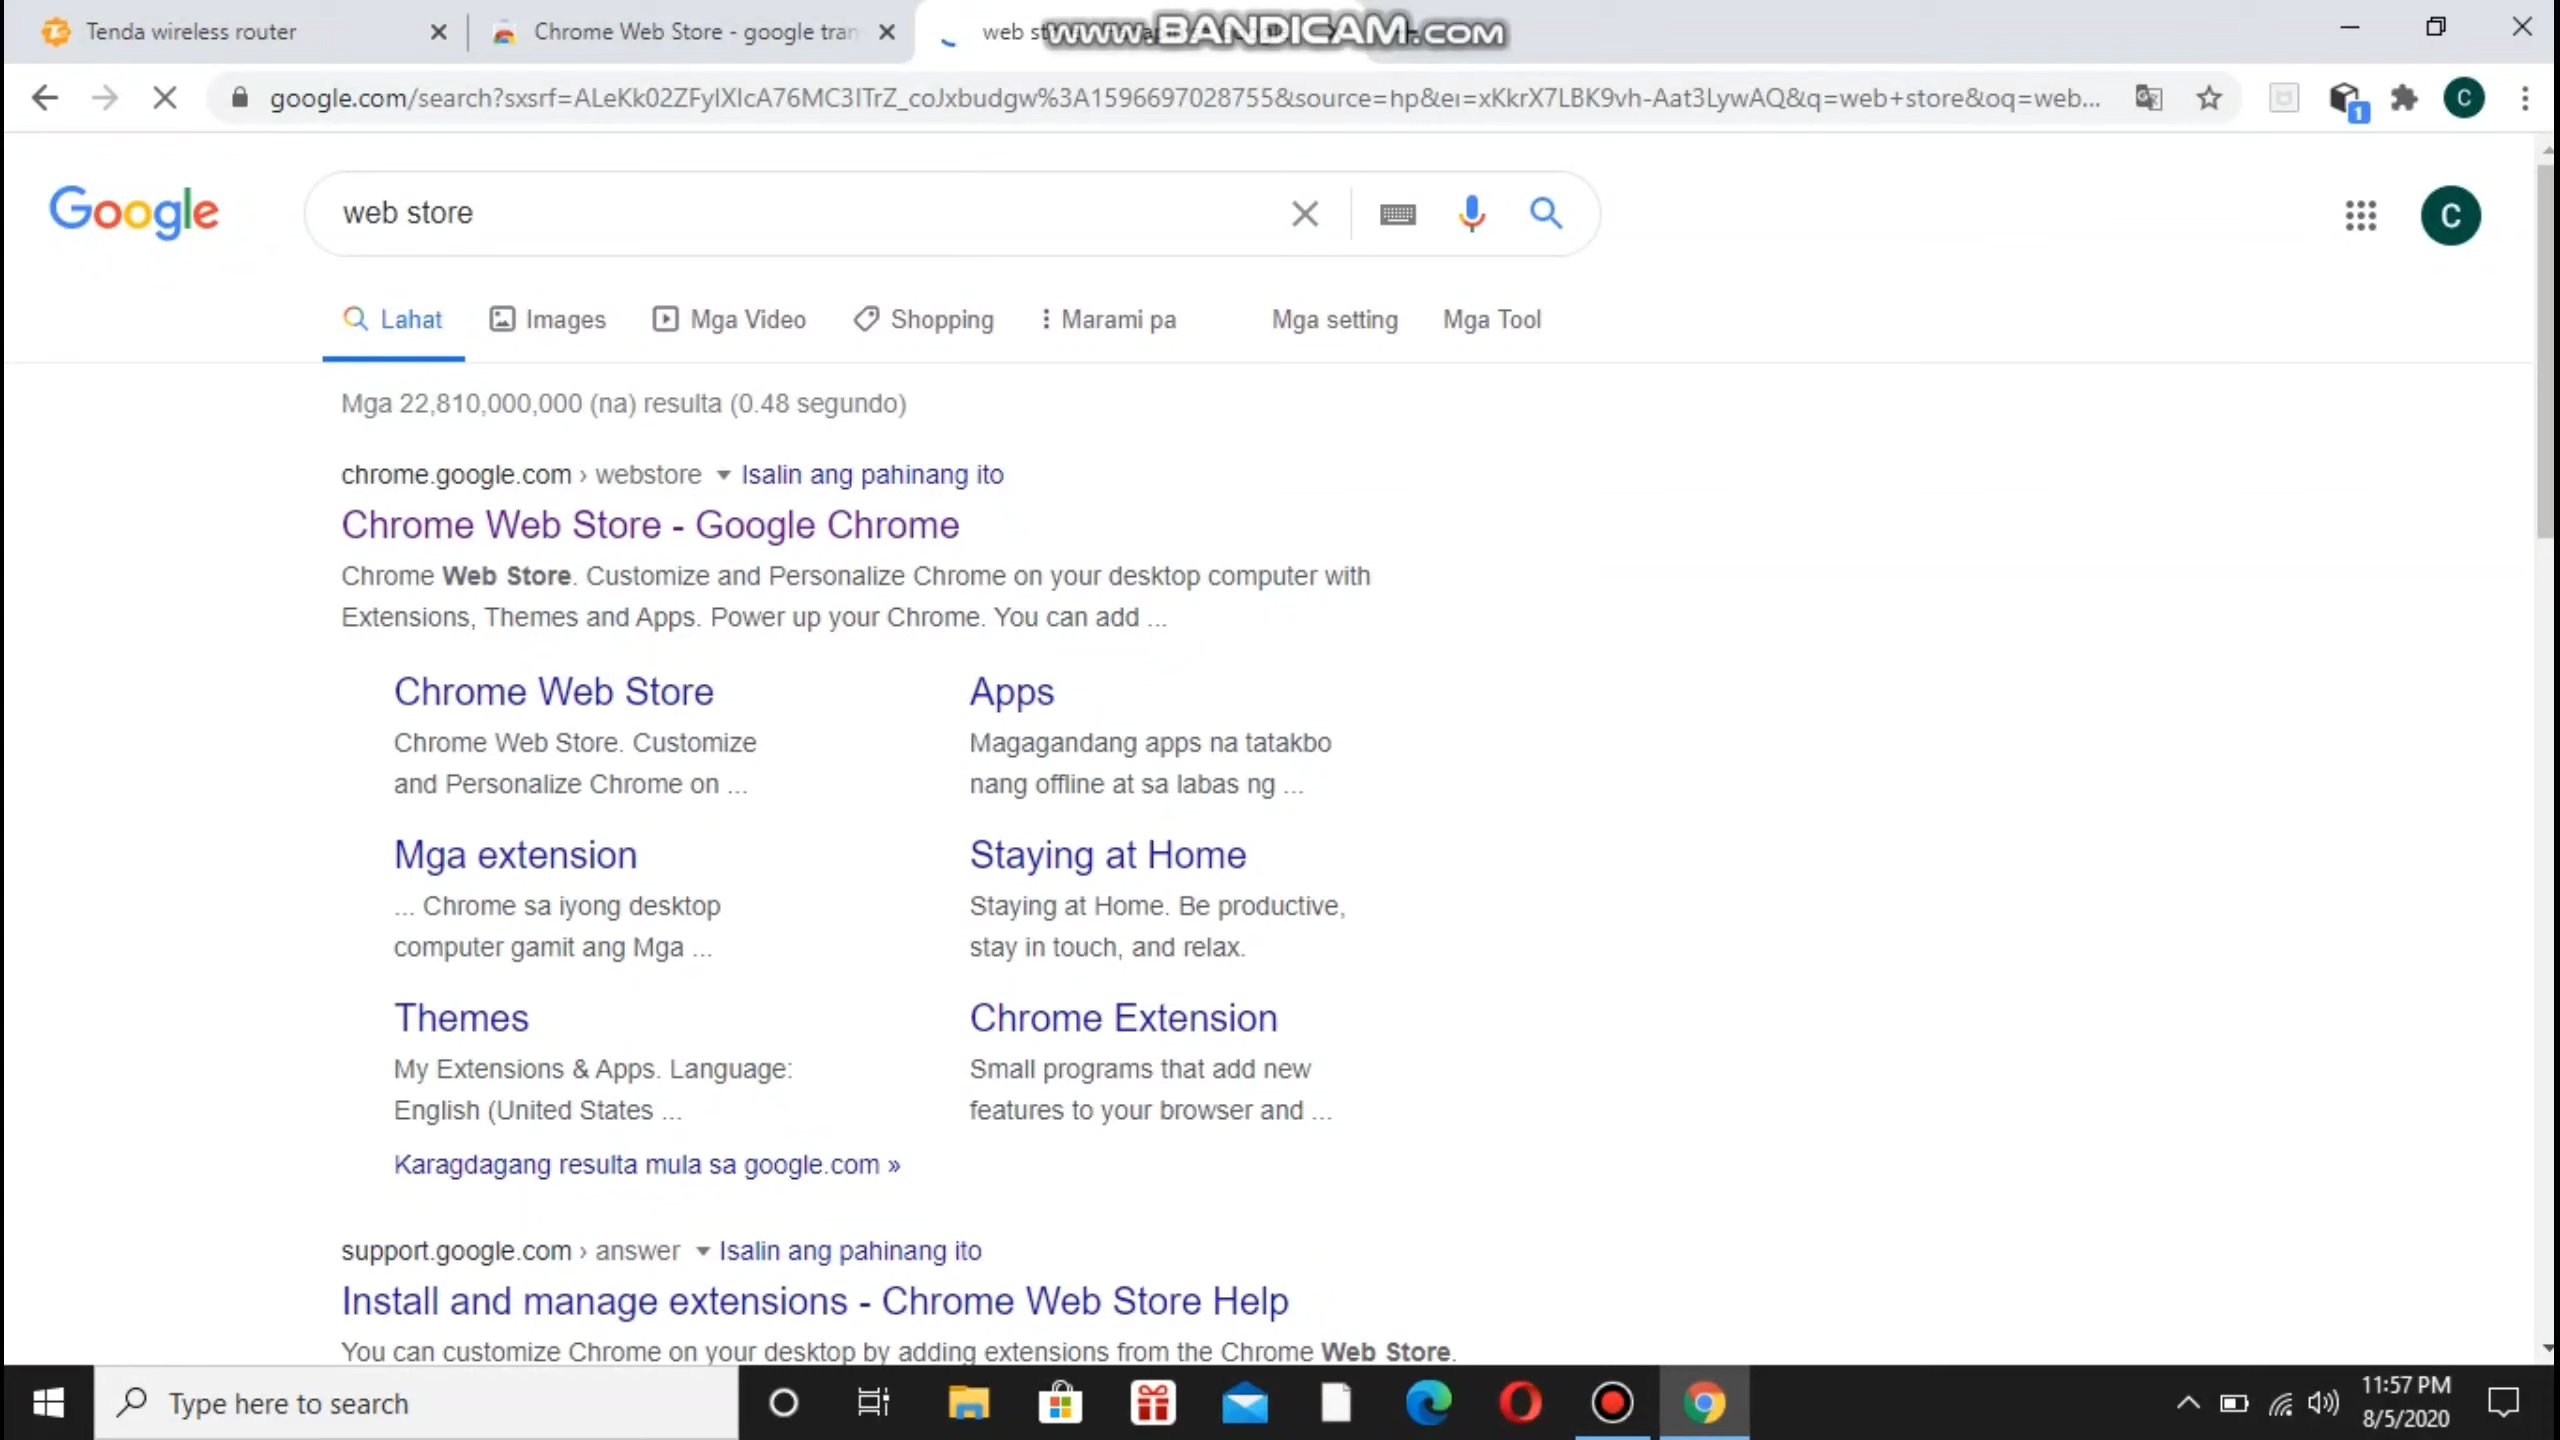 Tenda wireless router
Chrome Web Store - google tran
web st
www.BANDICAM.com
google.com/search?sxsrf=ALeKk02ZFyIXIcA76MC3ITrZ_coJxbudgw%3A1596697028755&source=hp&ei=xKkrX7LBK9vh-Aat3LywAQ&q=web+store&oq=web...
1
C
Google
web store
C
Lahat
Images
Mga Video
Shopping
Marami pa
Mga setting
Mga Tool
Mga 22,810,000,000 (na) resulta (0.48 segundo)
chrome.google.com › webstore ▾ Isalin ang pahinang ito
Chrome Web Store - Google Chrome
Chrome Web Store. Customize and Personalize Chrome on your desktop computer with
Extensions, Themes and Apps. Power up your Chrome. You can add ...
Chrome Web Store
Chrome Web Store. Customize
and Personalize Chrome on ...
Apps
Magagandang apps na tatakbo
nang offline at sa labas ng ...
Mga extension
... Chrome sa iyong desktop
computer gamit ang Mga ...
Staying at Home
Staying at Home. Be productive,
stay in touch, and relax.
Themes
My Extensions & Apps. Language:
English (United States ...
Chrome Extension
Small programs that add new
features to your browser and ...
Karagdagang resulta mula sa google.com »
support.google.com › answer ▾ Isalin ang pahinang ito
Install and manage extensions - Chrome Web Store Help
You can customize Chrome on your desktop by adding extensions from the Chrome Web Store.
Type here to search
11:57 PM
8/5/2020